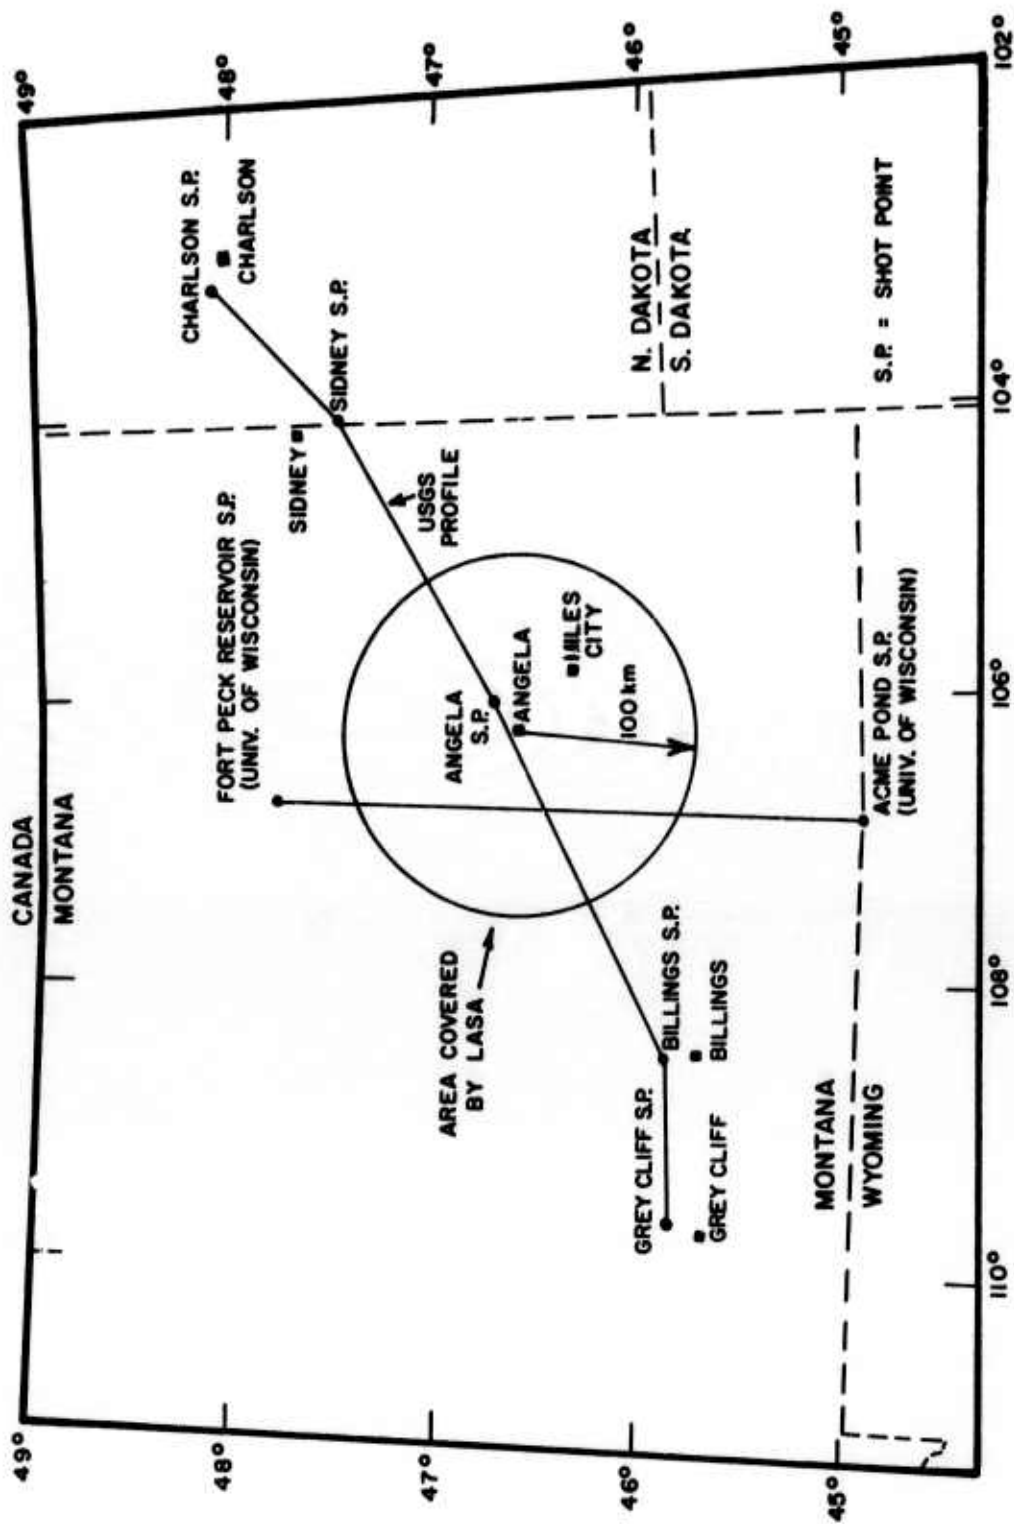 CANADA
MONTANA
49°
48°
47°
46°
45°
49°
48°
47°
46°
45°
110°
108°
106°
104°
102°
CHARLSON S.P.
CHARLSON
SIDNEY S.P.
SIDNEY
FORT PECK RESERVOIR S.P.
(UNIV. OF WISCONSIN)
USGS
PROFILE
ANGELA
S.P.
ANGELA
MILES
CITY
100 km
AREA COVERED
BY LASA
BILLINGS S.P.
BILLINGS
GREY CLIFF S.P.
GREY CLIFF
N. DAKOTA
S. DAKOTA
MONTANA
WYOMING
ACME POND S.P.
(UNIV. OF WISCONSIN)
S.P. = SHOT POINT